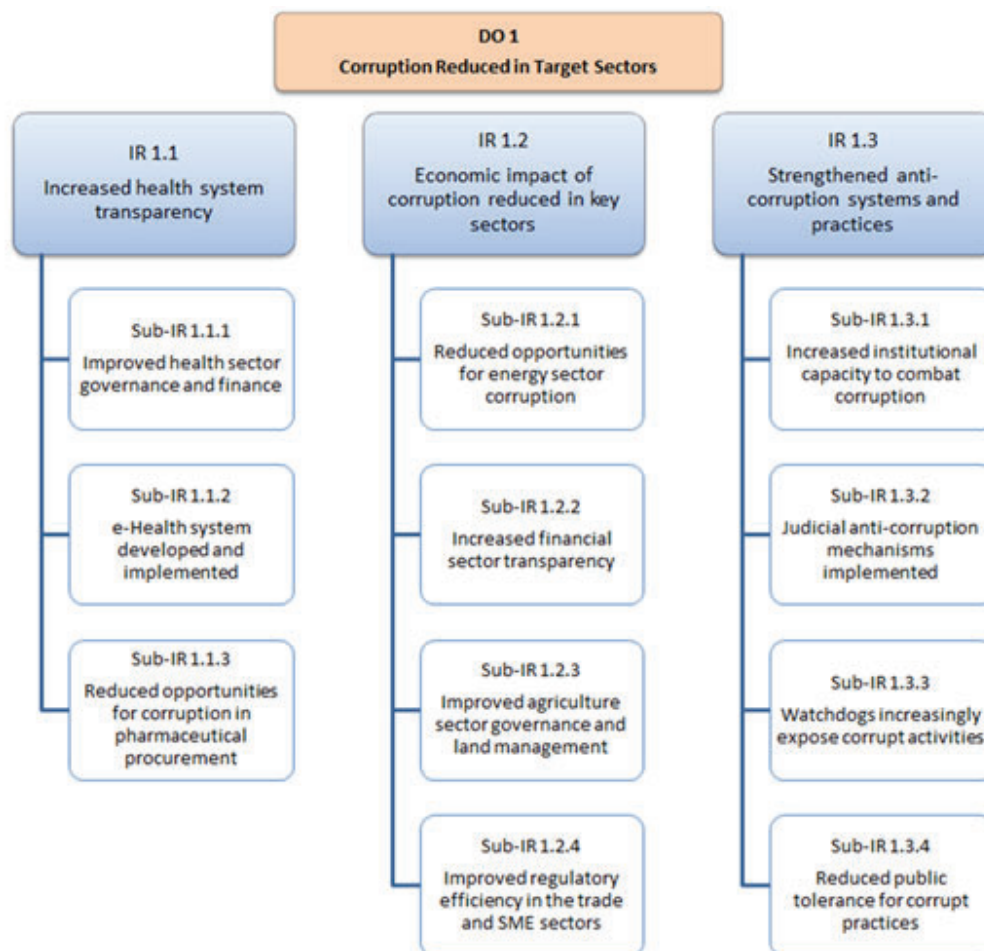 DO 1
Corruption Reduced in Target Sectors
IR 1.1
Increased health system
transparency
Sub-IR 1.1.1
Improved health sector
governance and finance
Sub-IR 1.1.2
e-Health system
developed and
implemented
Sub-IR 1.1.3
Reduced opportunities
for corruption in
pharmaceutical
procurement
IR 1.2
Economic impact of
corruption reduced in key
sectors
Sub-IR 1.2.1
Reduced opportunities
for energy sector
corruption
Sub-IR 1.2.2
Increased financial
sector transparency
Sub-IR 1.2.3
Improved agriculture
sector governance and
land management
Sub-IR 1.2.4
Improved regulatory
efficiency in the trade
and SME sectors
IR 1.3
Strengthened anti-
corruption systems and
practices
Sub-IR 1.3.1
Increased institutional
capacity to combat
corruption
Sub-IR 1.3.2
Judicial anti-corruption
mechanisms
implemented
Sub-IR 1.3.3
Watchdogs increasingly
expose corrupt activities
Sub-IR 1.3.4
Reduced public
tolerance for corrupt
practices